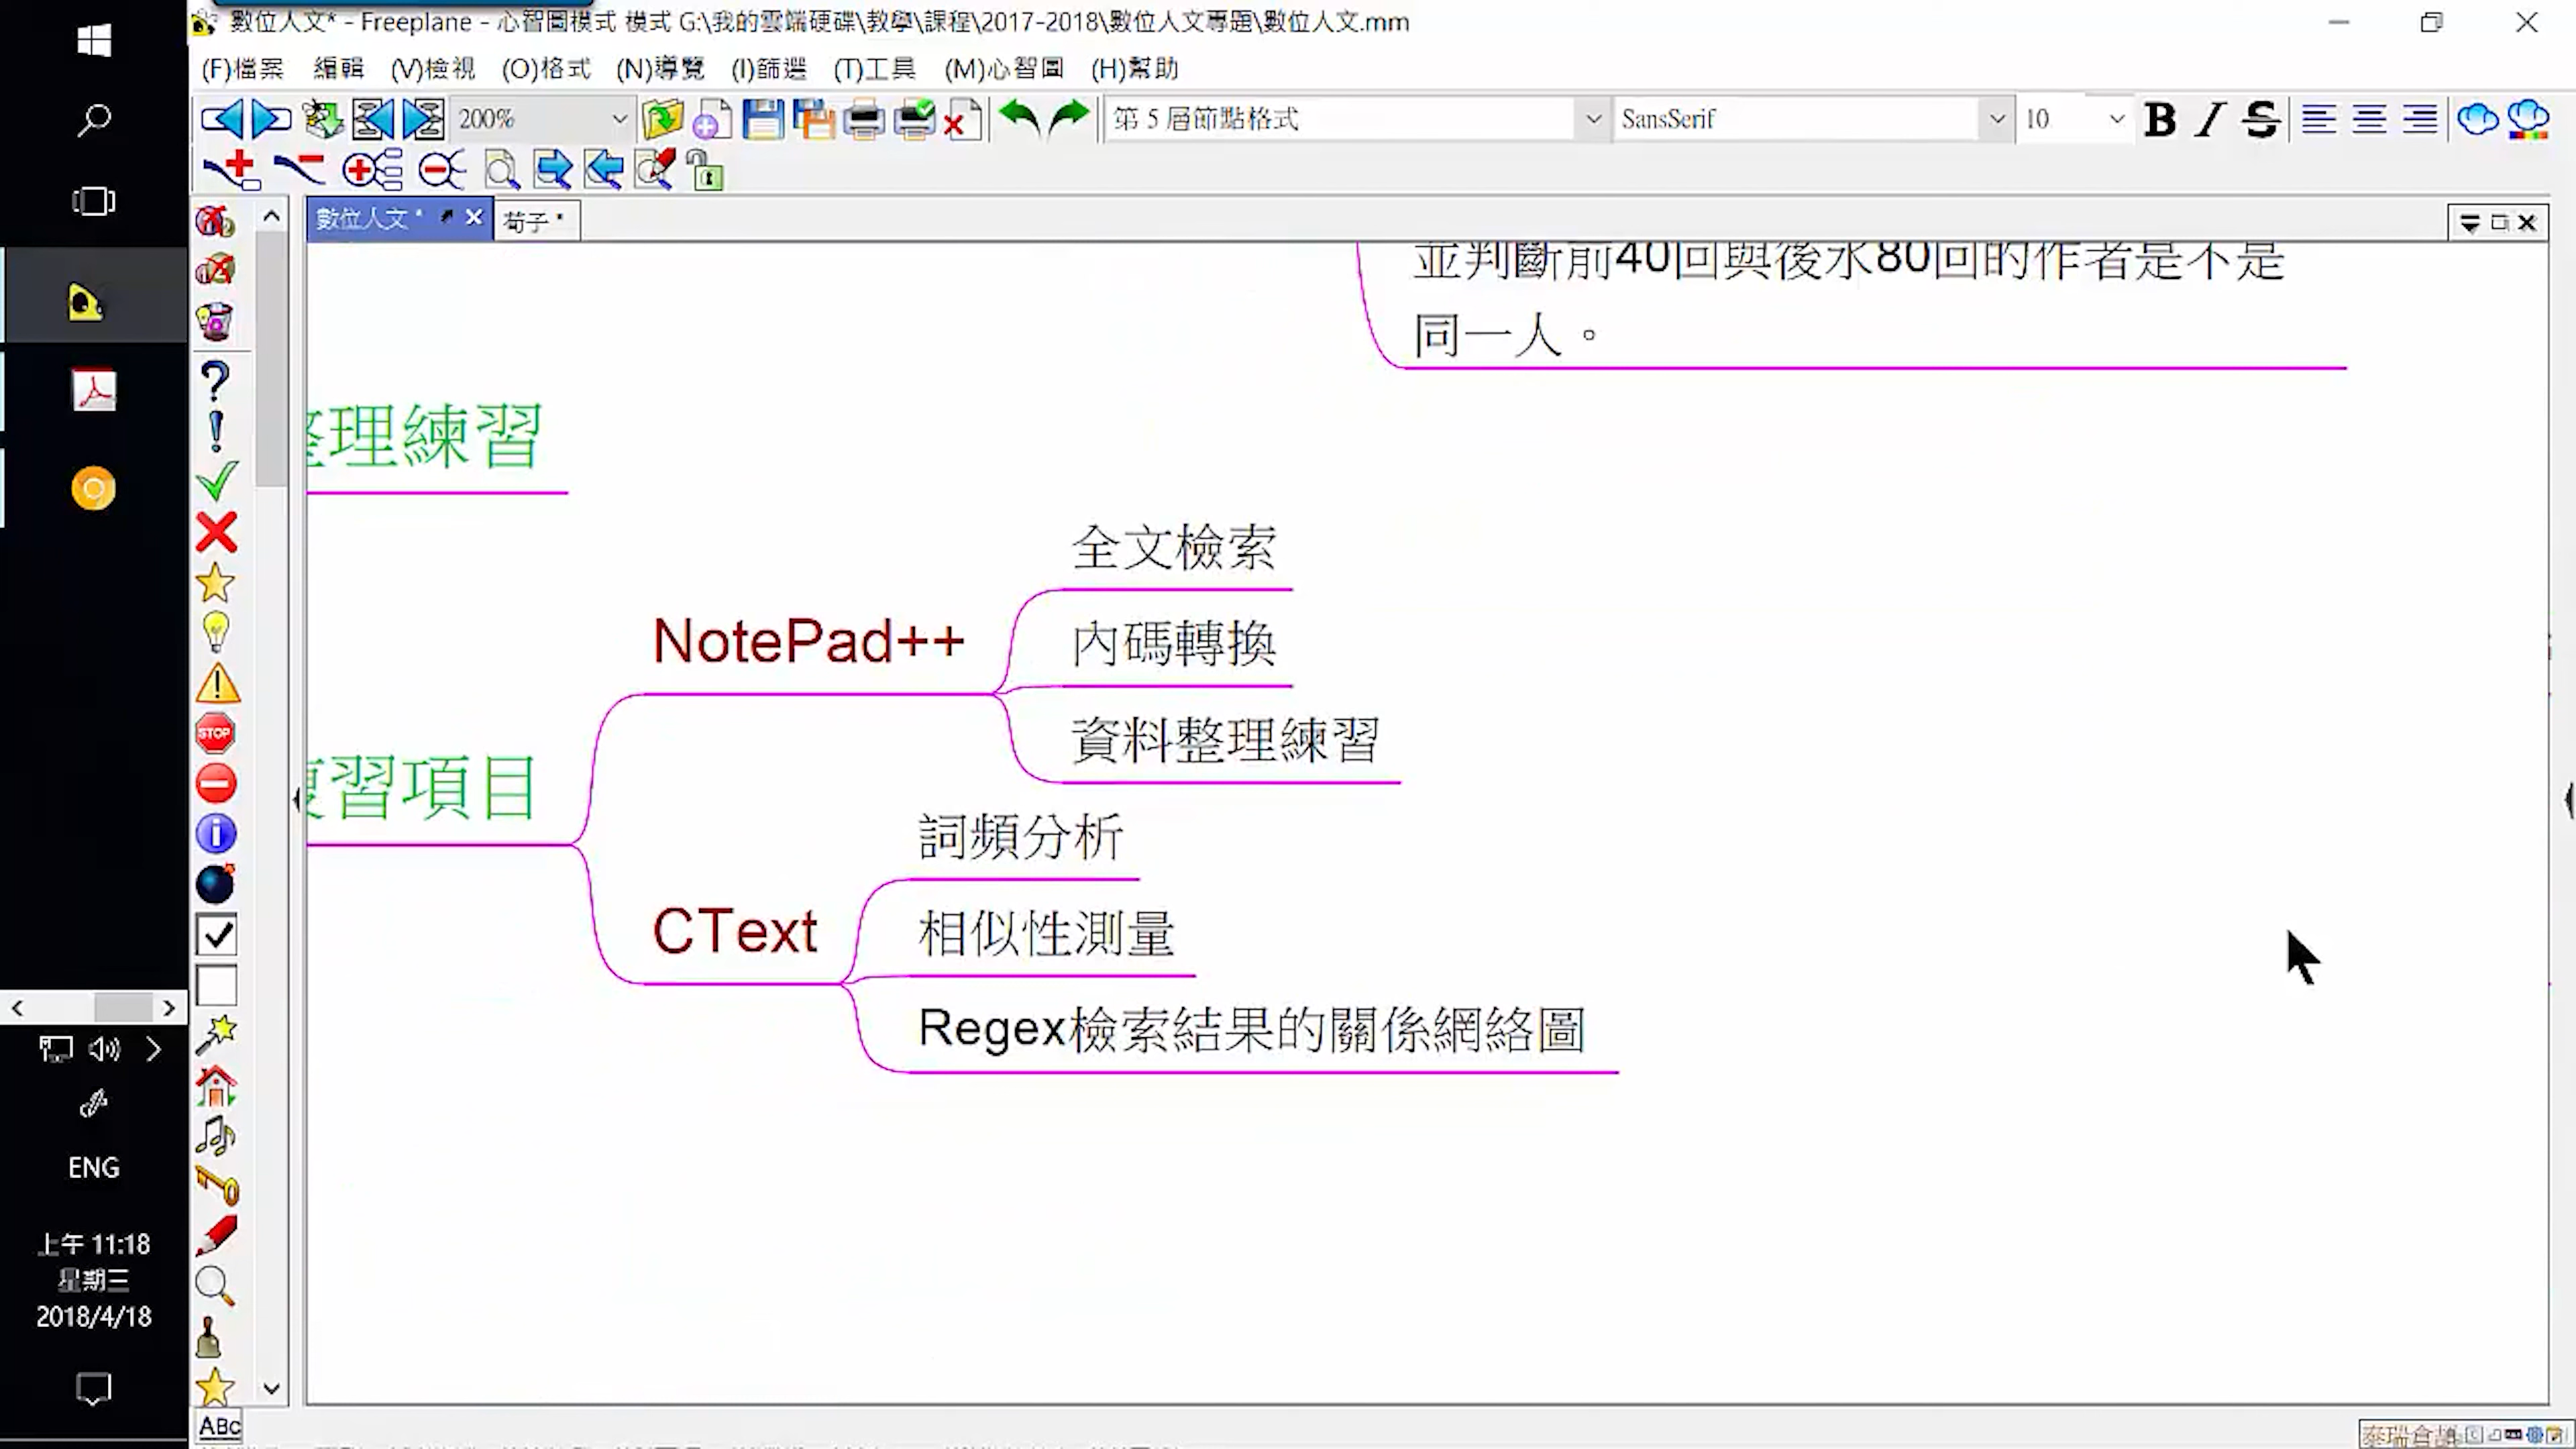 數位人文* - Freeplane - 心智圖模式 模式 G:\我的雲端硬碟\教學\課程\2017-2018\數位人文專題\數位人文.mm
(F)檔案 編輯 (V)檢視 (O)格式 (N)導覽 (I)篩選 (T)工具 (M)心智圖 (H)幫助
200% 第 5 層節點格式 SansSerif 10 B I S
數位人文 * 荀子 *
並判斷前40回與後水80回的作者是不是
同一人。
整理練習
全文檢索
NotePad++
內碼轉換
資料整理練習
複習項目
詞頻分析
CText
相似性測量
Regex檢索結果的關係網絡圖
STOP
ENG
上午 11:18
星期三
2018/4/18
ABC